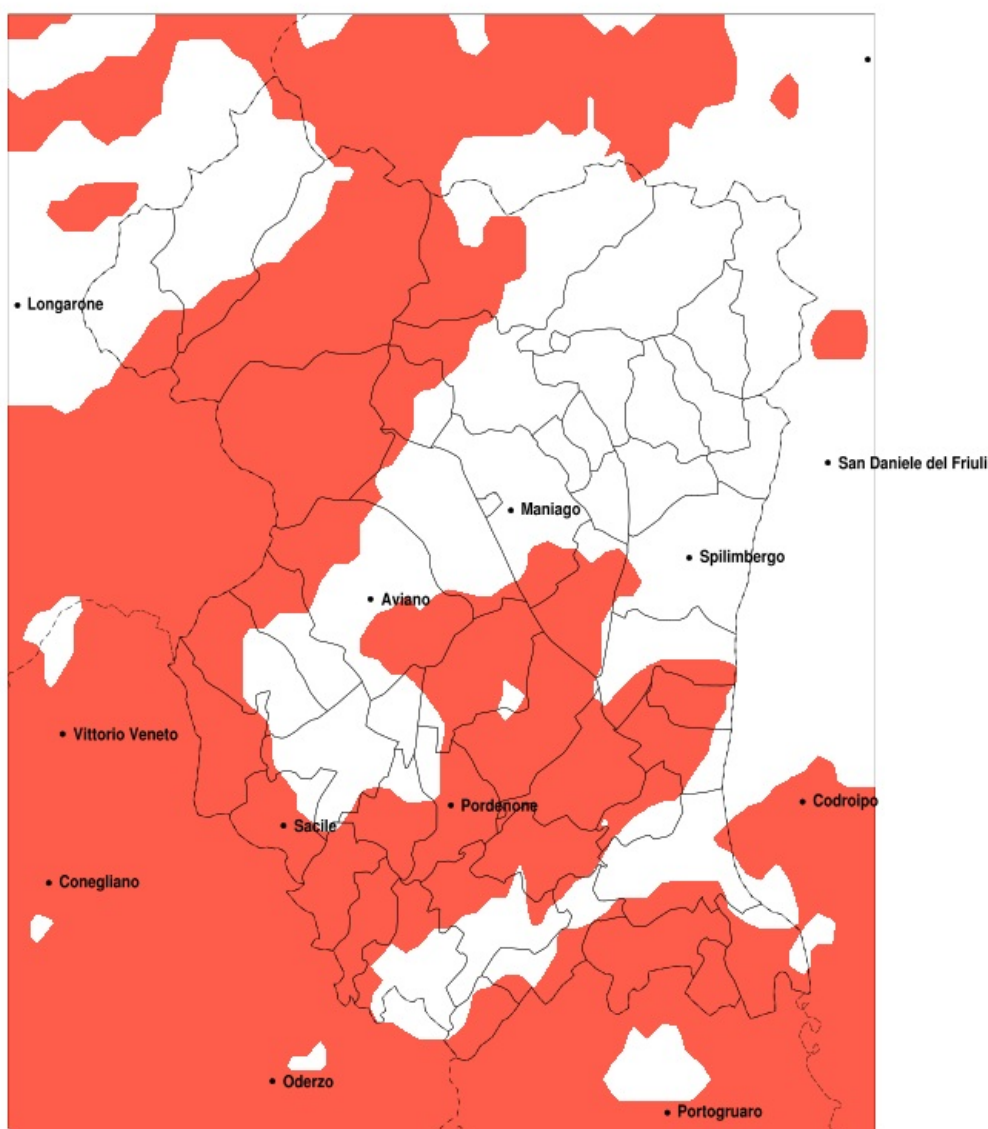 Longarone
San Daniele del Friuli
Maniago
Spilimbergo
Aviano
Vittorio Veneto
Codroipo
Pordenone
Sacile
Conegliano
Oderzo
Portogruaro